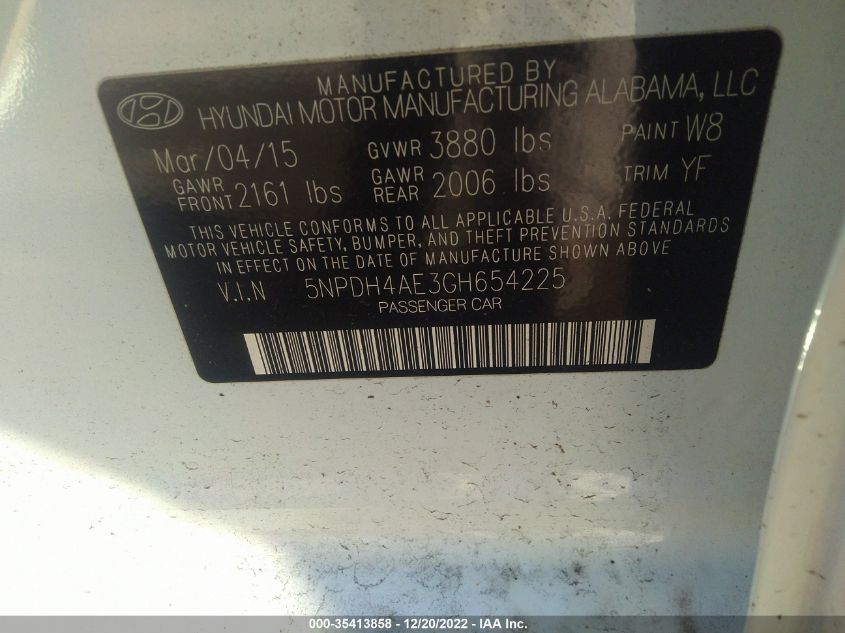 MANUFACTURED BY
HYUNDAI MOTOR MANUFACTURING ALABAMA, LLC
Mar/04/15 GVWR 3880 lbs PAINT W8
GAWR FRONT 2161 lbs GAWR REAR 2006 lbs TRIM YF
THIS VEHICLE CONFORMS TO ALL APPLICABLE U.S.A. FEDERAL
MOTOR VEHICLE SAFETY, BUMPER, AND THEFT PREVENTION STANDARDS
IN EFFECT ON THE DATE OF MANUFACTURE SHOWN ABOVE
V.I.N 5NPDH4AE3GH654225
PASSENGER CAR
000-35413858 - 12/20/2022 - IAA Inc.